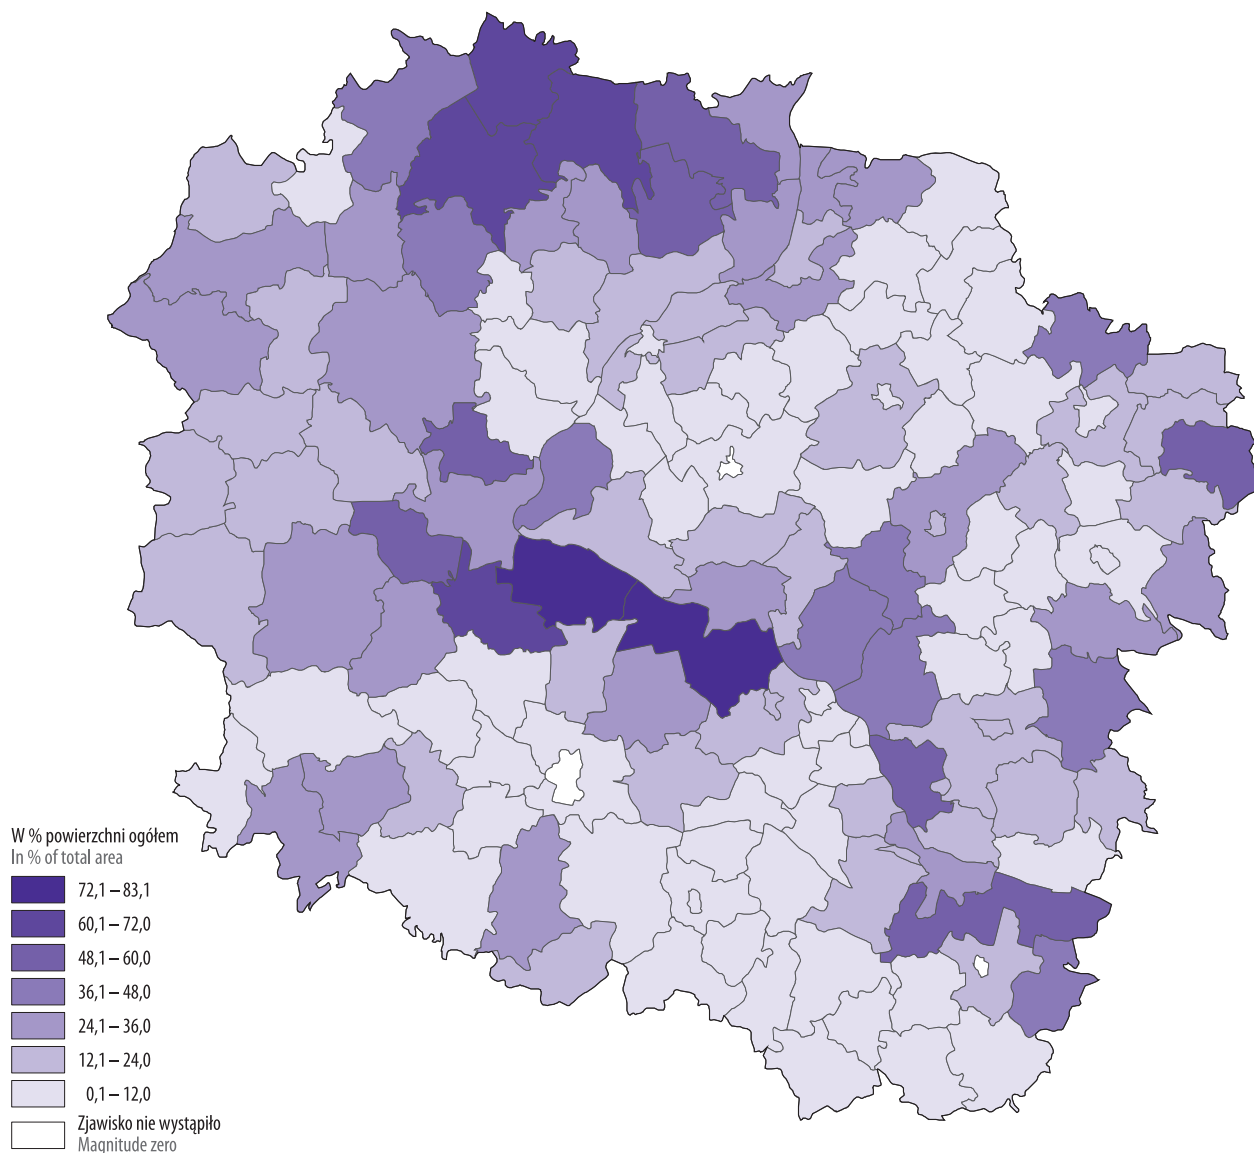 W % powierzchni ogółem
In % of total area
72,1 – 83,1
60,1 – 72,0
48,1 – 60,0
36,1 – 48,0
24,1 – 36,0
12,1 – 24,0
0,1 – 12,0
Zjawisko nie wystąpiło
Magnitude zero